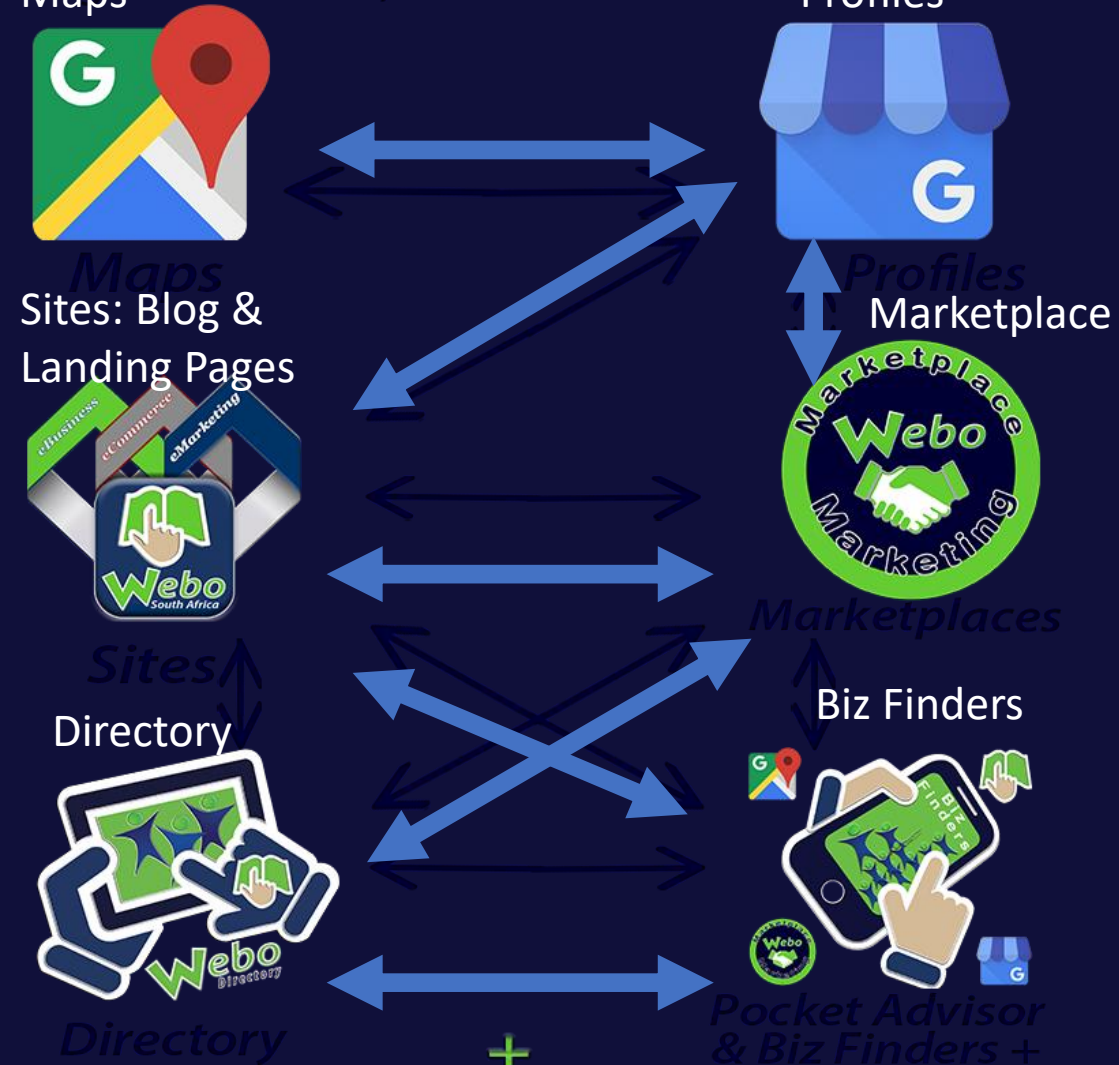 Maps
Profiles
G
G
Maps
Profiles
Sites: Blog &
Landing Pages
Marketplace
eBusiness
eCommerce
eMarketing
Webo
South Africa
Marketplace
Webo
Marketing
Sites
Marketplaces
Directory
Biz Finders
G
Biz
Finders
Webo
Directory
Webo
G
Directory
+
Pocket Advisor
& Biz Finders +